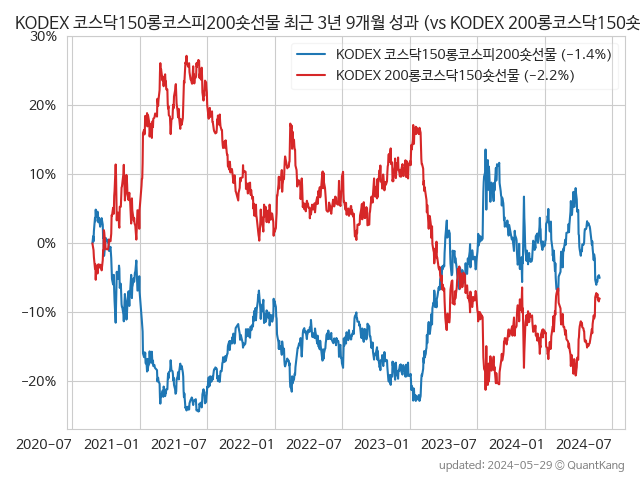 KODEX 코스닥150롱코스피200숏선물 최근 3년 9개월 성과 (vs KODEX 200롱코스닥150숏
30%
20%
10%
0%
−10%
−20%
KODEX 코스닥150롱코스피200숏선물 (−1.4%)
KODEX 200롱코스닥150숏선물 (−2.2%)
2020-07 2021-01 2021-07 2022-01 2022-07 2023-01 2023-07 2024-01 2024-07
updated: 2024-05-29 © QuantKang